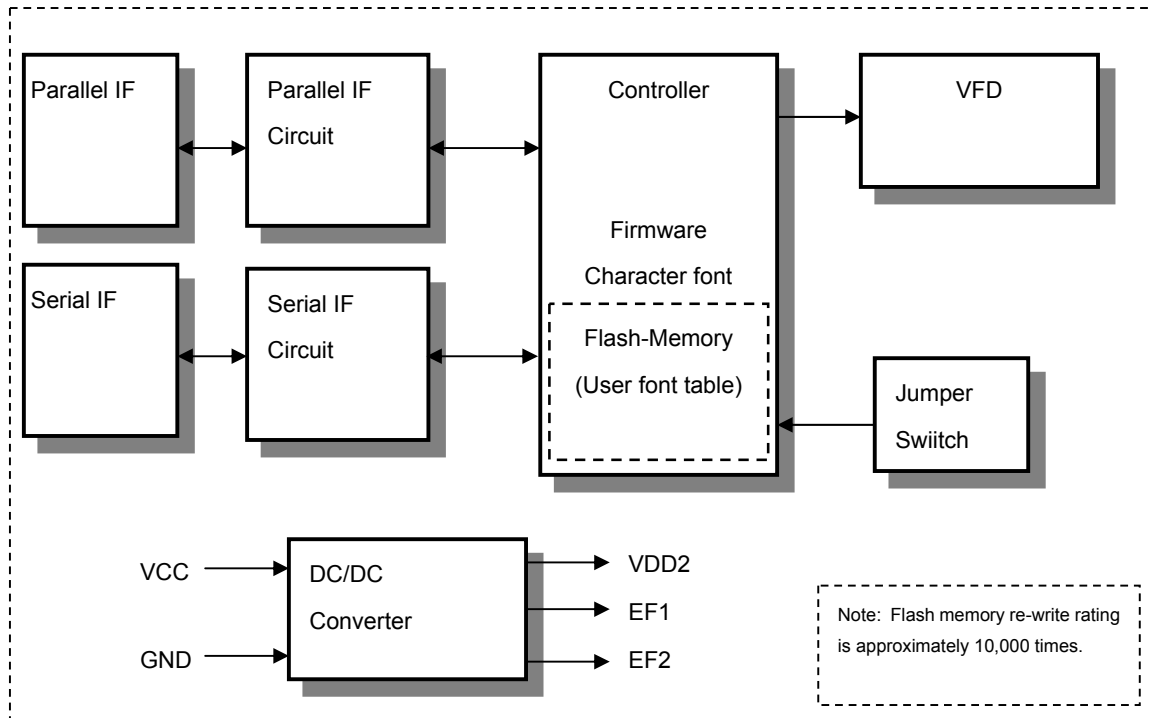 Parallel IF
Parallel IF
Circuit
Controller
VFD
Firmware
Character font
Serial IF
Serial IF
Circuit
Flash-Memory
(User font table)
Jumper
Swiitch
VCC
GND
DC/DC
Converter
VDD2
EF1
EF2
Note: Flash memory re-write rating
is approximately 10,000 times.